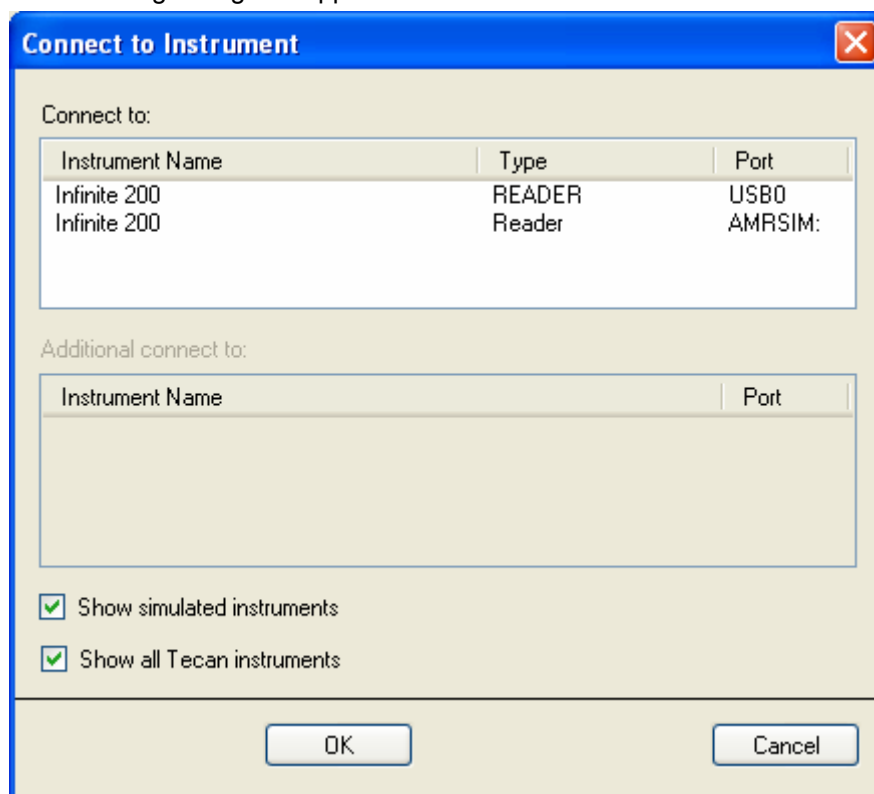 Connect to Instrument
Connect to:
Instrument Name Type Port
Infinite 200 READER USB0
Infinite 200 Reader AMRSIM:
Additional connect to:
Instrument Name Port
Show simulated instruments
Show all Tecan instruments
OK Cancel